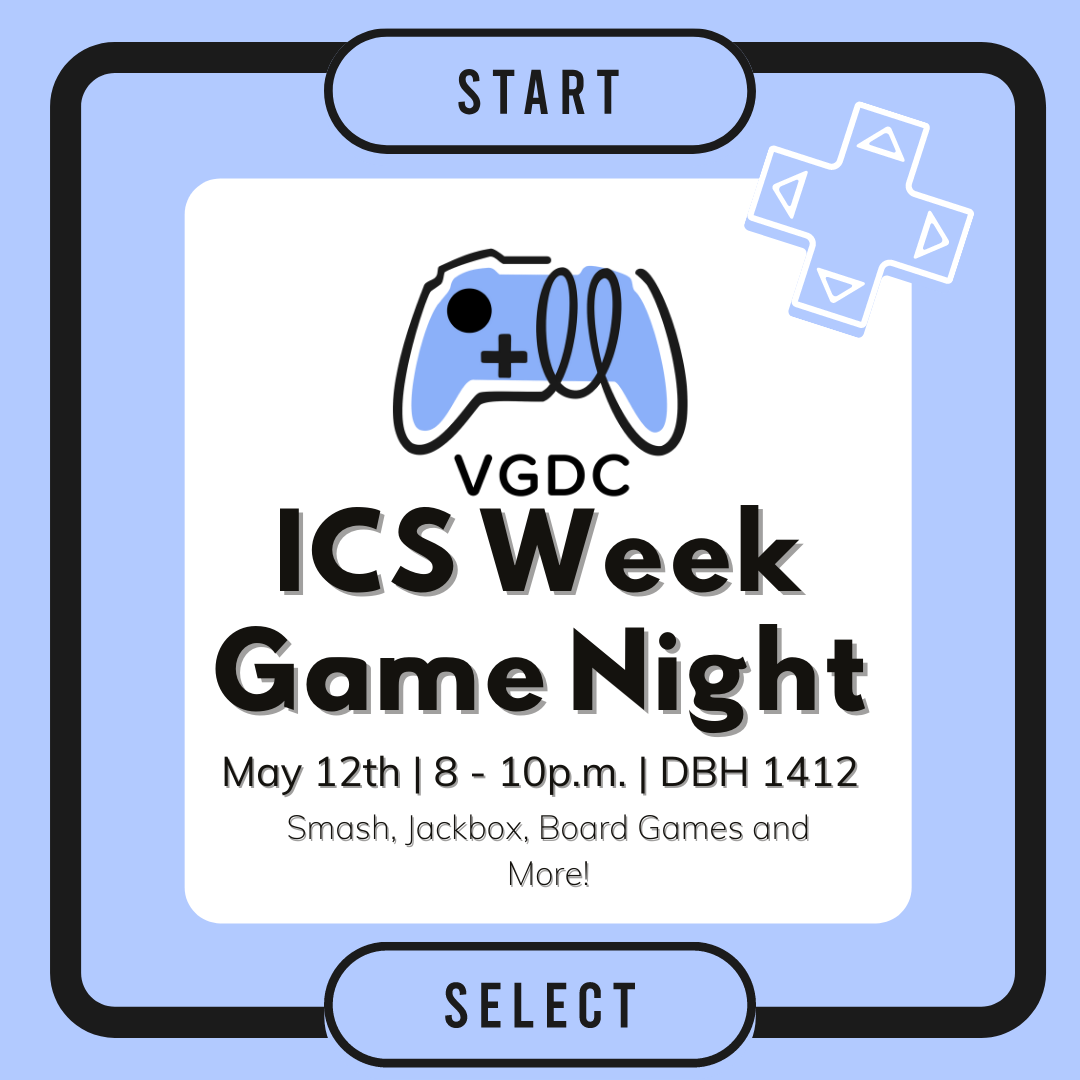 START
VGDC
ICS Week
Game Night
May 12th | 8 - 10p.m. | DBH 1412
Smash, Jackbox, Board Games and
More!
SELECT